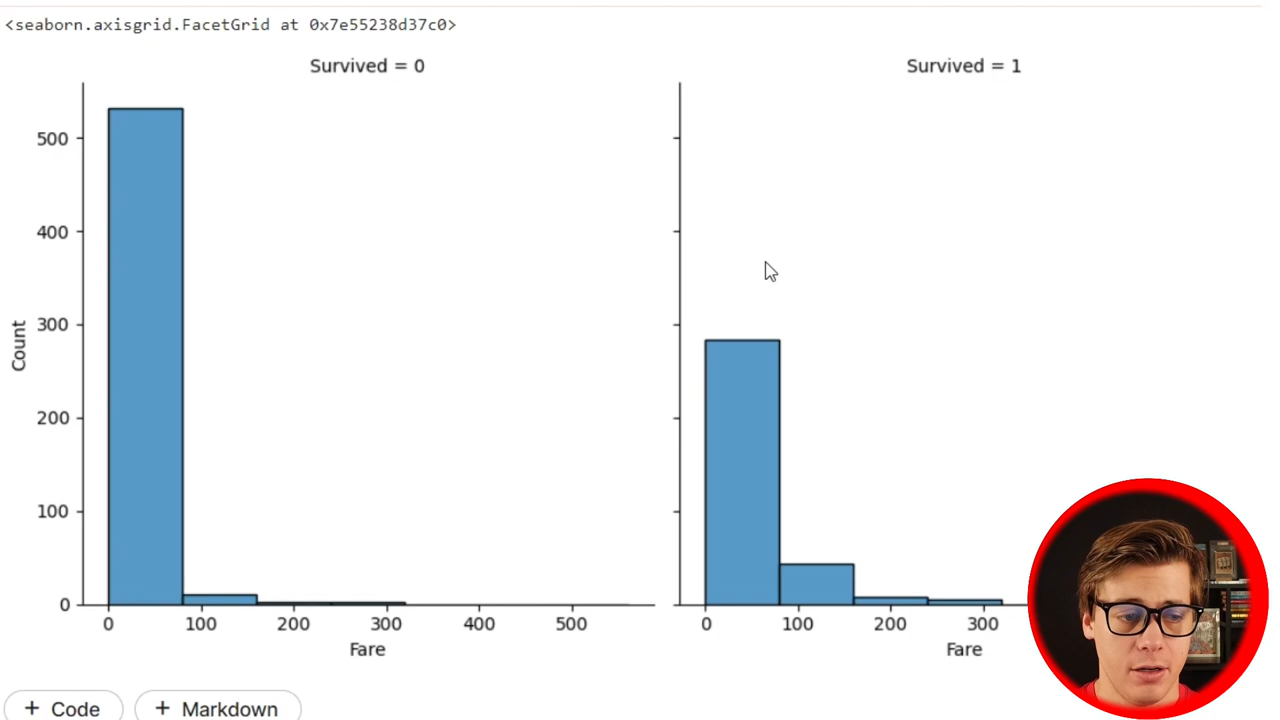 <seaborn.axisgrid.FacetGrid at 0x7e55238d37c0>
Survived = 0
Survived = 1
500
400
300
200
100
0
Count
0 100 200 300 400 500
Fare
0 100 200 300
Fare
+ Code
+ Markdown